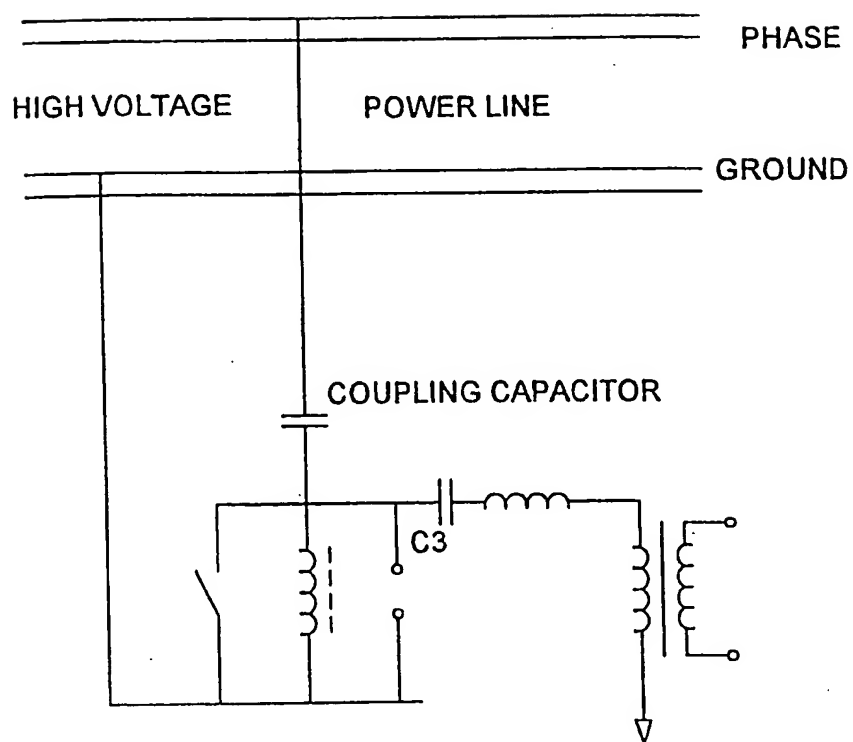 PHASE
HIGH VOLTAGE POWER LINE
GROUND
COUPLING CAPACITOR
C3